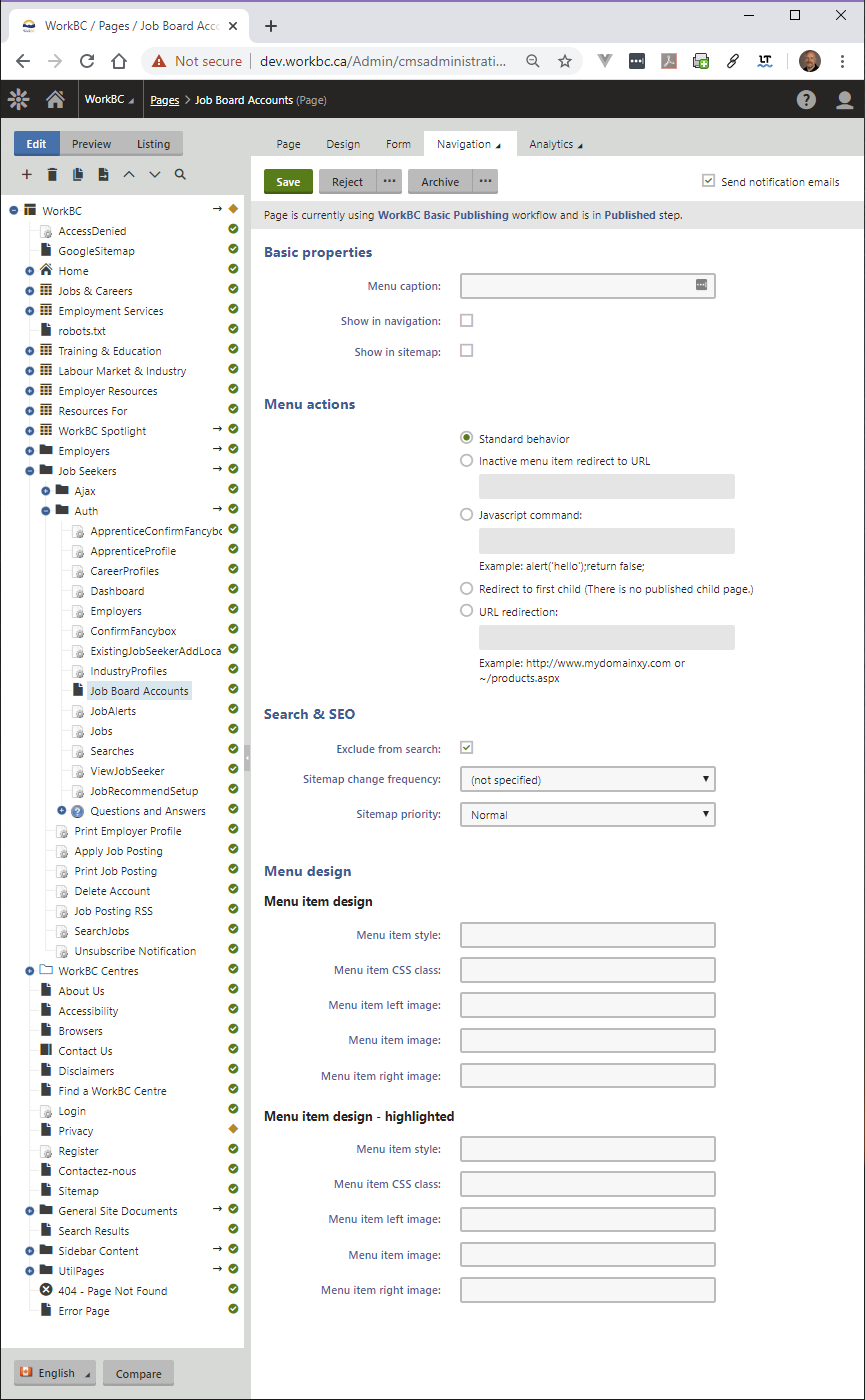 WorkBC / Pages / Job Board Acco
Not secure dev.workbc.ca/Admin/cmsadministrati...
WorkBC Pages > Job Board Accounts (Page)
Edit Preview Listing
Page Design Form Navigation Analytics
Save Reject ... Archive ... Send notification emails
Page is currently using WorkBC Basic Publishing workflow and is in Published step.
WorkBC
AccessDenied
GoogleSitemap
Home
Jobs & Careers
Employment Services
robots.txt
Training & Education
Labour Market & Industry
Employer Resources
Resources For
WorkBC Spotlight
Employers
Job Seekers
Ajax
Auth
ApprenticeConfirmFancybo
ApprenticeProfile
CareerProfiles
Dashboard
Employers
ConfirmFancybox
ExistingJobSeekerAddLoca
IndustryProfiles
Job Board Accounts
JobAlerts
Jobs
Searches
ViewJobSeeker
JobRecommendSetup
Questions and Answers
Print Employer Profile
Apply Job Posting
Print Job Posting
Delete Account
Job Posting RSS
SearchJobs
Unsubscribe Notification
WorkBC Centres
About Us
Accessibility
Browsers
Contact Us
Disclaimers
Find a WorkBC Centre
Login
Privacy
Register
Contactez-nous
Sitemap
General Site Documents
Search Results
Sidebar Content
UtilPages
404 - Page Not Found
Error Page
English Compare
Basic properties
Menu caption:
Show in navigation:
Show in sitemap:
Menu actions
Standard behavior
Inactive menu item redirect to URL
Javascript command:
Example: alert('hello');return false;
Redirect to first child (There is no published child page.)
URL redirection:
Example: http://www.mydomainxy.com or
~/products.aspx
Search & SEO
Exclude from search:
Sitemap change frequency: (not specified)
Sitemap priority: Normal
Menu design
Menu item design
Menu item style:
Menu item CSS class:
Menu item left image:
Menu item image:
Menu item right image:
Menu item design - highlighted
Menu item style:
Menu item CSS class:
Menu item left image:
Menu item image:
Menu item right image: